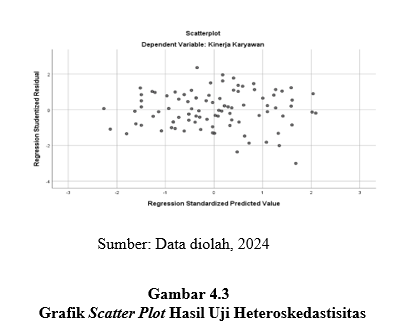 Scatterplot
Dependent Variable: Kinerja Karyawan
Regression Studentized Residual
2
0
-2
-4
-3
-2
-1
0
1
2
3
Regression Standardized Predicted Value
Sumber: Data diolah, 2024
Gambar 4.3
Grafik Scatter Plot Hasil Uji Heteroskedastisitas